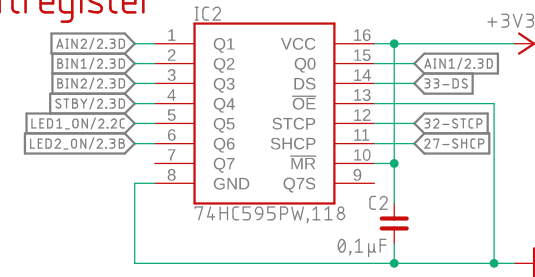 IC2
+3V3
AIN2/2.3D 1 Q1 VCC 16
BIN1/2.3D 2 Q2 Q0 15 AIN1/2.3D
BIN2/2.3D 3 Q3 DS 14 33-DS
STBY/2.3D 4 Q4 OE 13
LED1_ON/2.2C 5 Q5 STCP 12 32-STCP
LED2_ON/2.3B 6 Q6 SHCP 11 27-SHCP
7 Q7 MR 10
8 GND Q7S 9
74HC595PW,118
C2
0,1µF